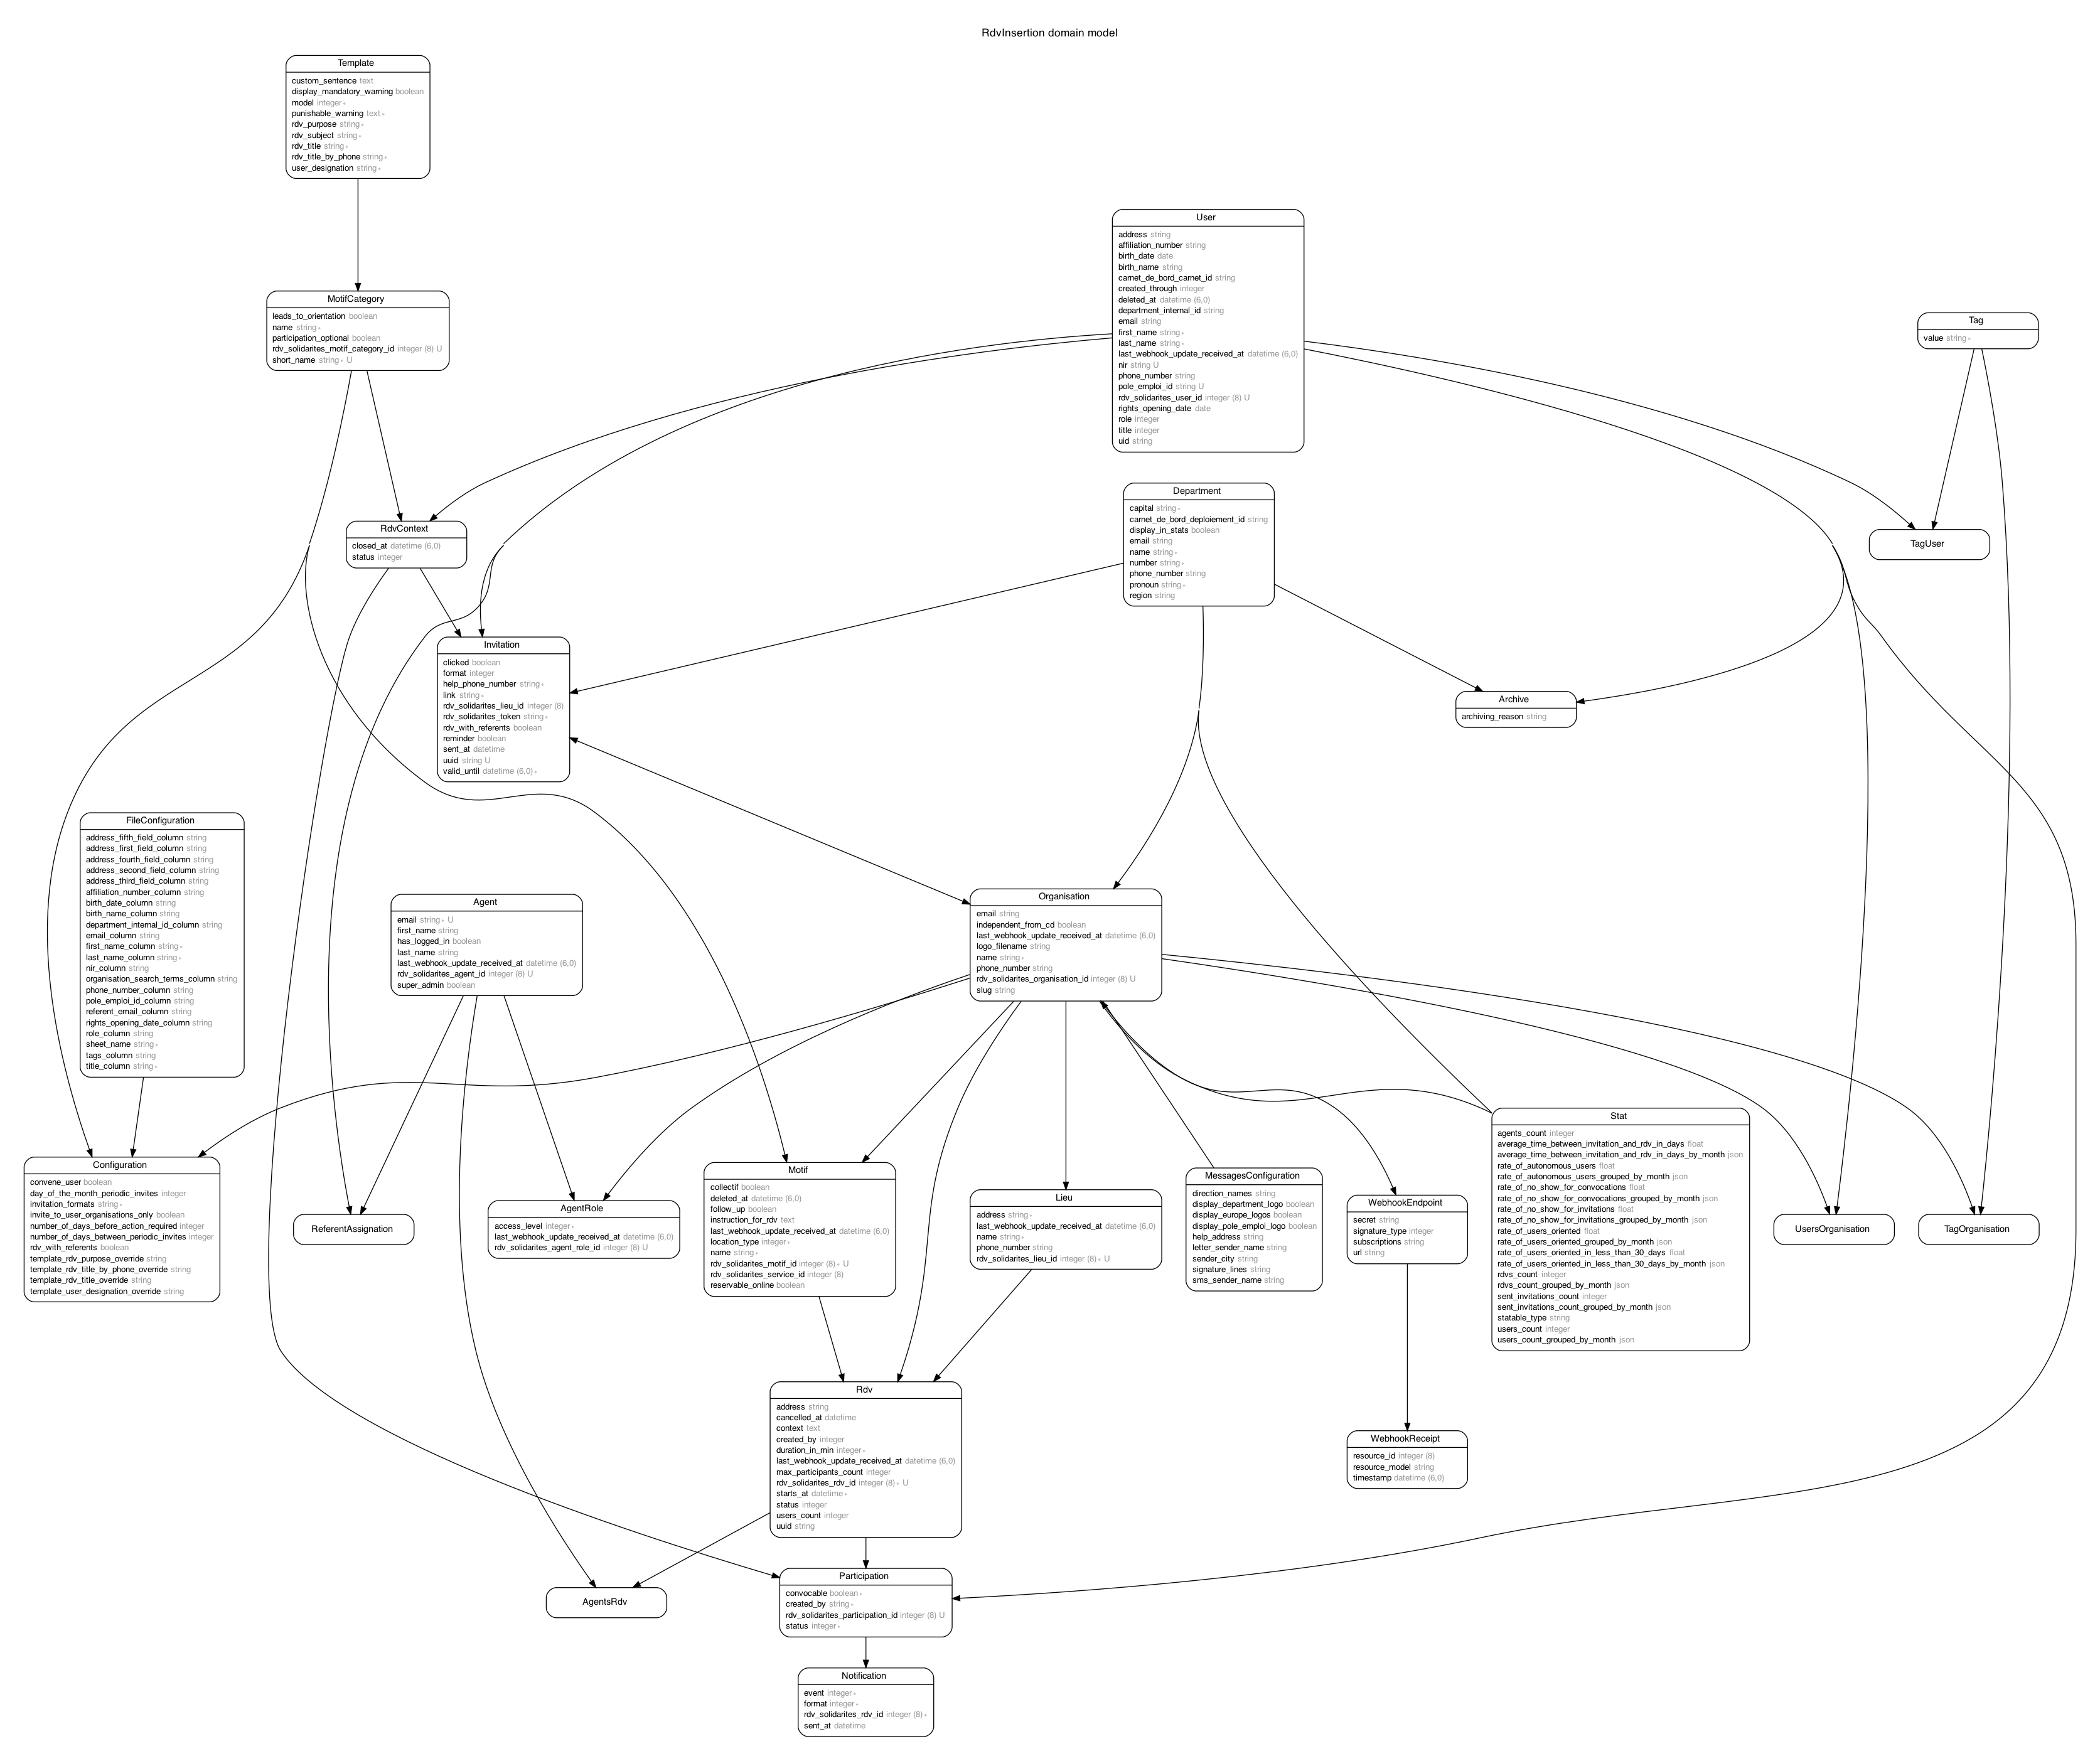 RdvInsertion domain model
Template
custom_sentence text
display_mandatory_warning boolean
model integer ∗
punishable_warning text ∗
rdv_purpose string ∗
rdv_subject string ∗
rdv_title string ∗
rdv_title_by_phone string ∗
user_designation string ∗
User
address string
affiliation_number string
birth_date date
birth_name string
carnet_de_bord_carnet_id string
created_through integer
deleted_at datetime (6,0)
department_internal_id string
email string
first_name string ∗
last_name string ∗
last_webhook_update_received_at datetime (6,0)
nir string U
phone_number string
pole_emploi_id string U
rdv_solidarites_user_id integer (8) U
rights_opening_date date
role integer
title integer
uid string
MotifCategory
leads_to_orientation boolean
name string ∗
participation_optional boolean
rdv_solidarites_motif_category_id integer (8) U
short_name string ∗ U
Tag
value string ∗
RdvContext
closed_at datetime (6,0)
status integer
Department
capital string ∗
carnet_de_bord_deploiement_id string
display_in_stats boolean
email string
name string ∗
number string ∗
phone_number string
pronoun string ∗
region string
TagUser
Invitation
clicked boolean
format integer
help_phone_number string ∗
link string ∗
rdv_solidarites_lieu_id integer (8)
rdv_solidarites_token string ∗
rdv_with_referents boolean
reminder boolean
sent_at datetime
uuid string U
valid_until datetime (6,0) ∗
Archive
archiving_reason string
FileConfiguration
address_fifth_field_column string
address_first_field_column string
address_fourth_field_column string
address_second_field_column string
address_third_field_column string
affiliation_number_column string
birth_date_column string
birth_name_column string
department_internal_id_column string
email_column string
first_name_column string ∗
last_name_column string ∗
nir_column string
organisation_search_terms_column string
phone_number_column string
pole_emploi_id_column string
referent_email_column string
rights_opening_date_column string
role_column string
sheet_name string ∗
tags_column string
title_column string ∗
Agent
email string ∗ U
first_name string
has_logged_in boolean
last_name string
last_webhook_update_received_at datetime (6,0)
rdv_solidarites_agent_id integer (8) U
super_admin boolean
Organisation
email string
independent_from_cd boolean
last_webhook_update_received_at datetime (6,0)
logo_filename string
name string ∗
phone_number string
rdv_solidarites_organisation_id integer (8) U
slug string
Configuration
convene_user boolean
day_of_the_month_periodic_invites integer
invitation_formats string ∗
invite_to_user_organisations_only boolean
number_of_days_before_action_required integer
number_of_days_between_periodic_invites integer
rdv_with_referents boolean
template_rdv_purpose_override string
template_rdv_title_by_phone_override string
template_rdv_title_override string
template_user_designation_override string
ReferentAssignation
AgentRole
access_level integer ∗
last_webhook_update_received_at datetime (6,0)
rdv_solidarites_agent_role_id integer (8) U
Motif
collectif boolean
deleted_at datetime (6,0)
follow_up boolean
instruction_for_rdv text
last_webhook_update_received_at datetime (6,0)
location_type integer ∗
name string ∗
rdv_solidarites_motif_id integer (8) ∗ U
rdv_solidarites_service_id integer (8)
reservable_online boolean
Lieu
address string ∗
last_webhook_update_received_at datetime (6,0)
name string ∗
phone_number string
rdv_solidarites_lieu_id integer (8) ∗ U
MessagesConfiguration
direction_names string
display_department_logo boolean
display_europe_logos boolean
display_pole_emploi_logo boolean
help_address string
letter_sender_name string
sender_city string
signature_lines string
sms_sender_name string
WebhookEndpoint
secret string
signature_type integer
subscriptions string
url string
Stat
agents_count integer
average_time_between_invitation_and_rdv_in_days float
average_time_between_invitation_and_rdv_in_days_by_month json
rate_of_autonomous_users float
rate_of_autonomous_users_grouped_by_month json
rate_of_no_show_for_convocations float
rate_of_no_show_for_convocations_grouped_by_month json
rate_of_no_show_for_invitations float
rate_of_no_show_for_invitations_grouped_by_month json
rate_of_users_oriented float
rate_of_users_oriented_grouped_by_month json
rate_of_users_oriented_in_less_than_30_days float
rate_of_users_oriented_in_less_than_30_days_by_month json
rdvs_count integer
rdvs_count_grouped_by_month json
sent_invitations_count integer
sent_invitations_count_grouped_by_month json
statable_type string
users_count integer
users_count_grouped_by_month json
UsersOrganisation
TagOrganisation
Rdv
address string
cancelled_at datetime
context text
created_by integer
duration_in_min integer ∗
last_webhook_update_received_at datetime (6,0)
max_participants_count integer
rdv_solidarites_rdv_id integer (8) ∗ U
starts_at datetime ∗
status integer
users_count integer
uuid string
WebhookReceipt
resource_id integer (8)
resource_model string
timestamp datetime (6,0)
AgentsRdv
Participation
convocable boolean ∗
created_by string ∗
rdv_solidarites_participation_id integer (8) U
status integer ∗
Notification
event integer ∗
format integer ∗
rdv_solidarites_rdv_id integer (8) ∗
sent_at datetime